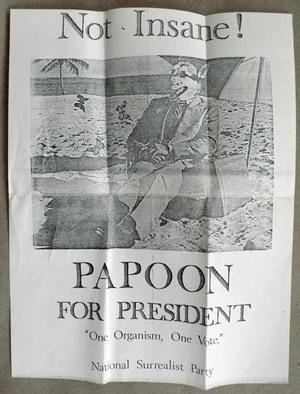 Not Insane!
PAPOON
FOR PRESIDENT
"One Organism, One Vote."
National Surrealist Party